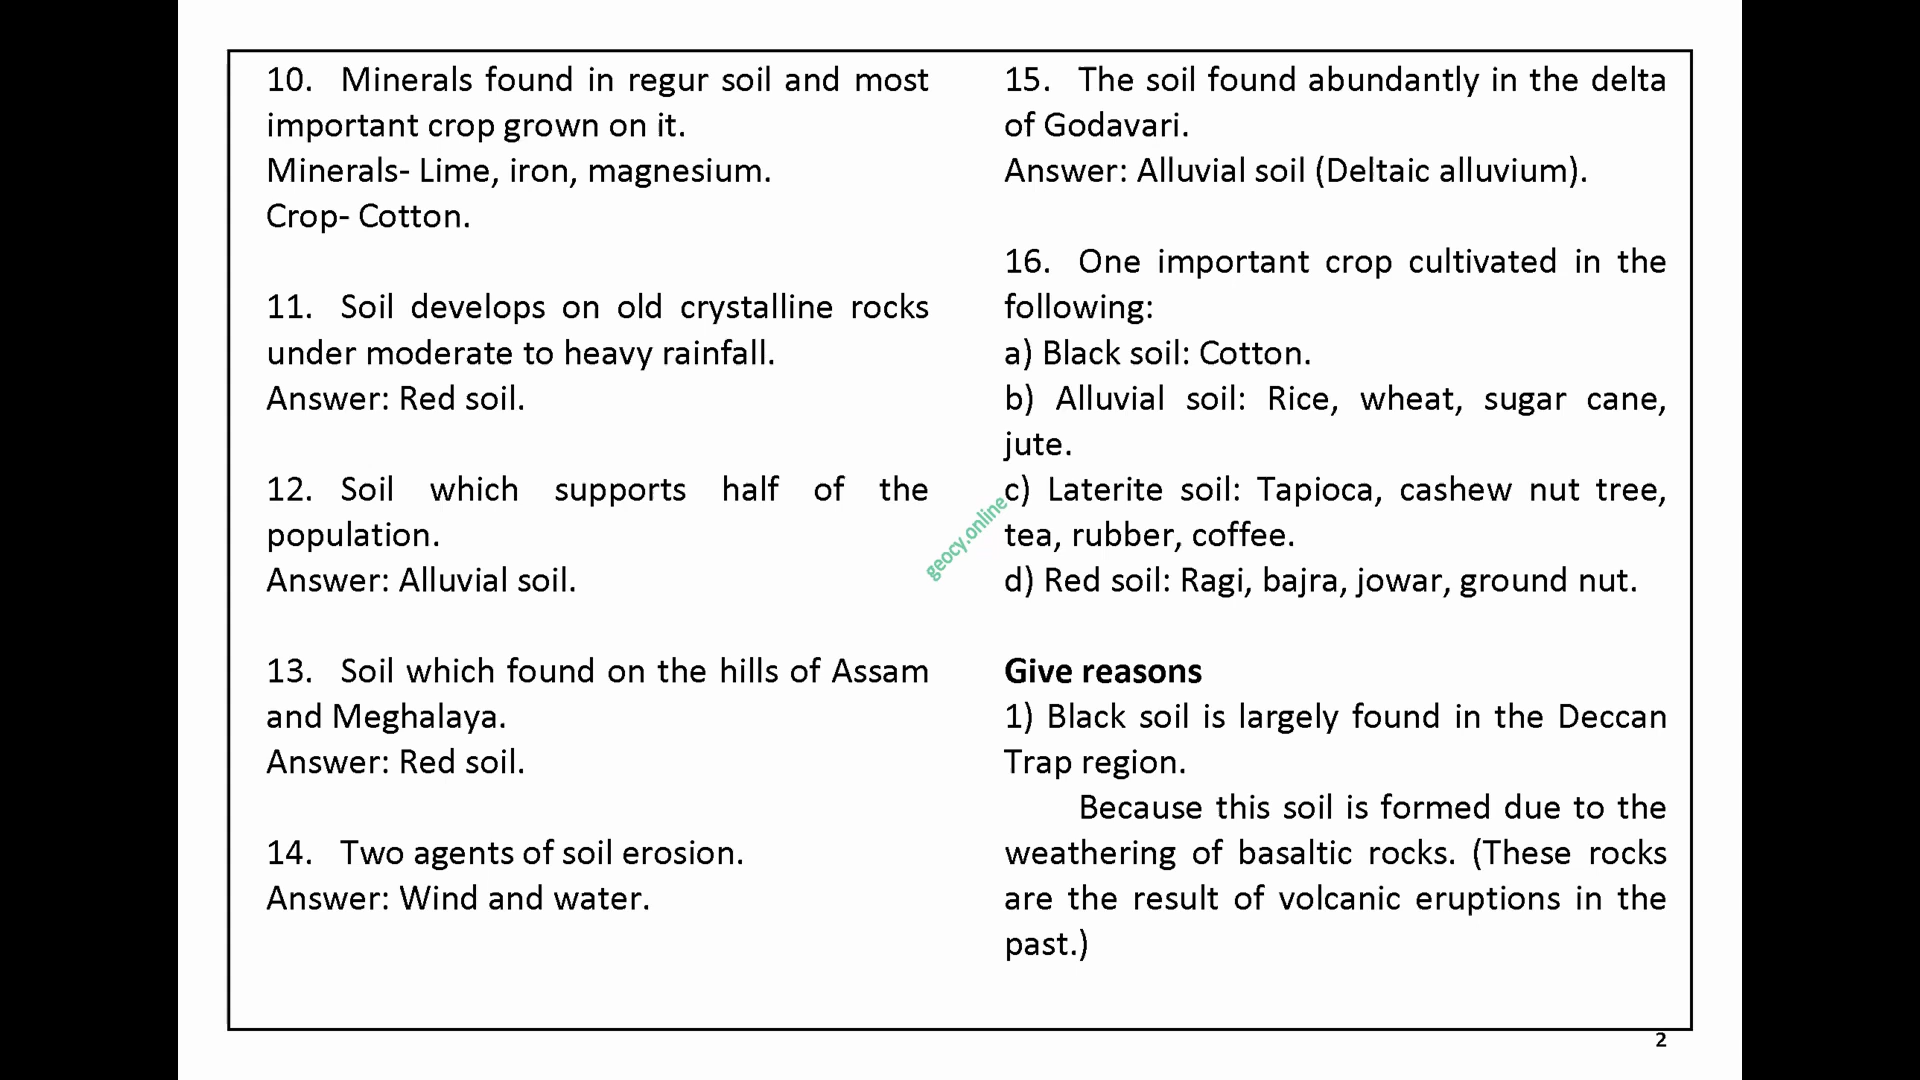 10. Minerals found in regur soil and most
important crop grown on it.
Minerals- Lime, iron, magnesium.
Crop- Cotton.
11. Soil develops on old crystalline rocks
under moderate to heavy rainfall.
Answer: Red soil.
12. Soil which supports half of the
population.
Answer: Alluvial soil.
13. Soil which found on the hills of Assam
and Meghalaya.
Answer: Red soil.
14. Two agents of soil erosion.
Answer: Wind and water.
geocy.online
15. The soil found abundantly in the delta
of Godavari.
Answer: Alluvial soil (Deltaic alluvium).
16. One important crop cultivated in the
following:
a) Black soil: Cotton.
b) Alluvial soil: Rice, wheat, sugar cane,
jute.
c) Laterite soil: Tapioca, cashew nut tree,
tea, rubber, coffee.
d) Red soil: Ragi, bajra, jowar, ground nut.
Give reasons
1) Black soil is largely found in the Deccan
Trap region.
Because this soil is formed due to the
weathering of basaltic rocks. (These rocks
are the result of volcanic eruptions in the
past.)
2